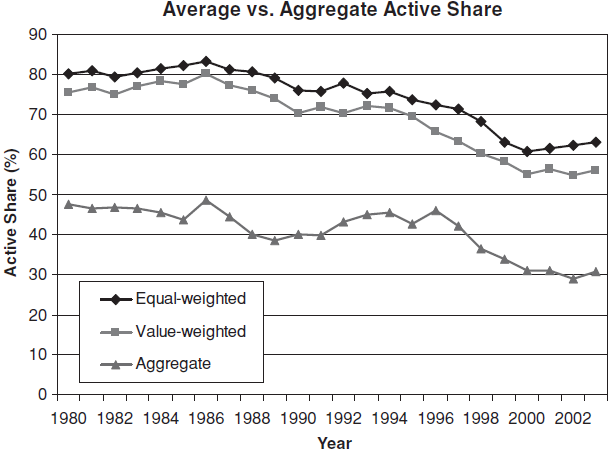 Average vs. Aggregate Active Share
90
80
70
60
50
40
30
20
10
0
Active Share (%)
Equal-weighted
Value-weighted
Aggregate
1980 1982 1984 1986 1988 1990 1992 1994 1996 1998 2000 2002
Year